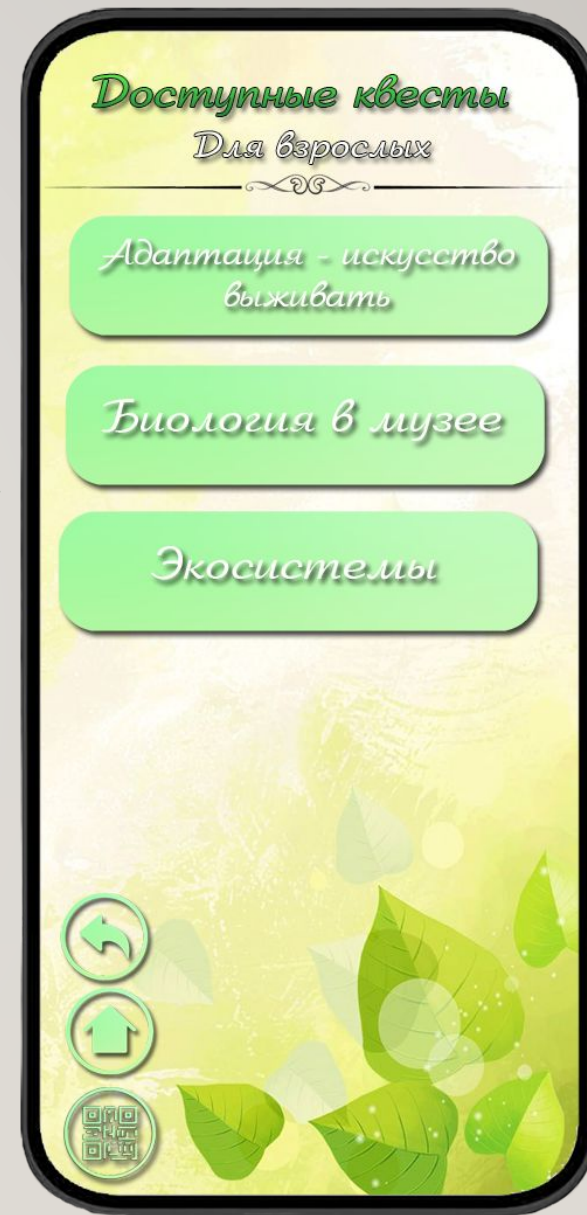 Доступные квесты
Для взрослых
Адаптация - искусство
выживать
Биология в музее
Экосистемы